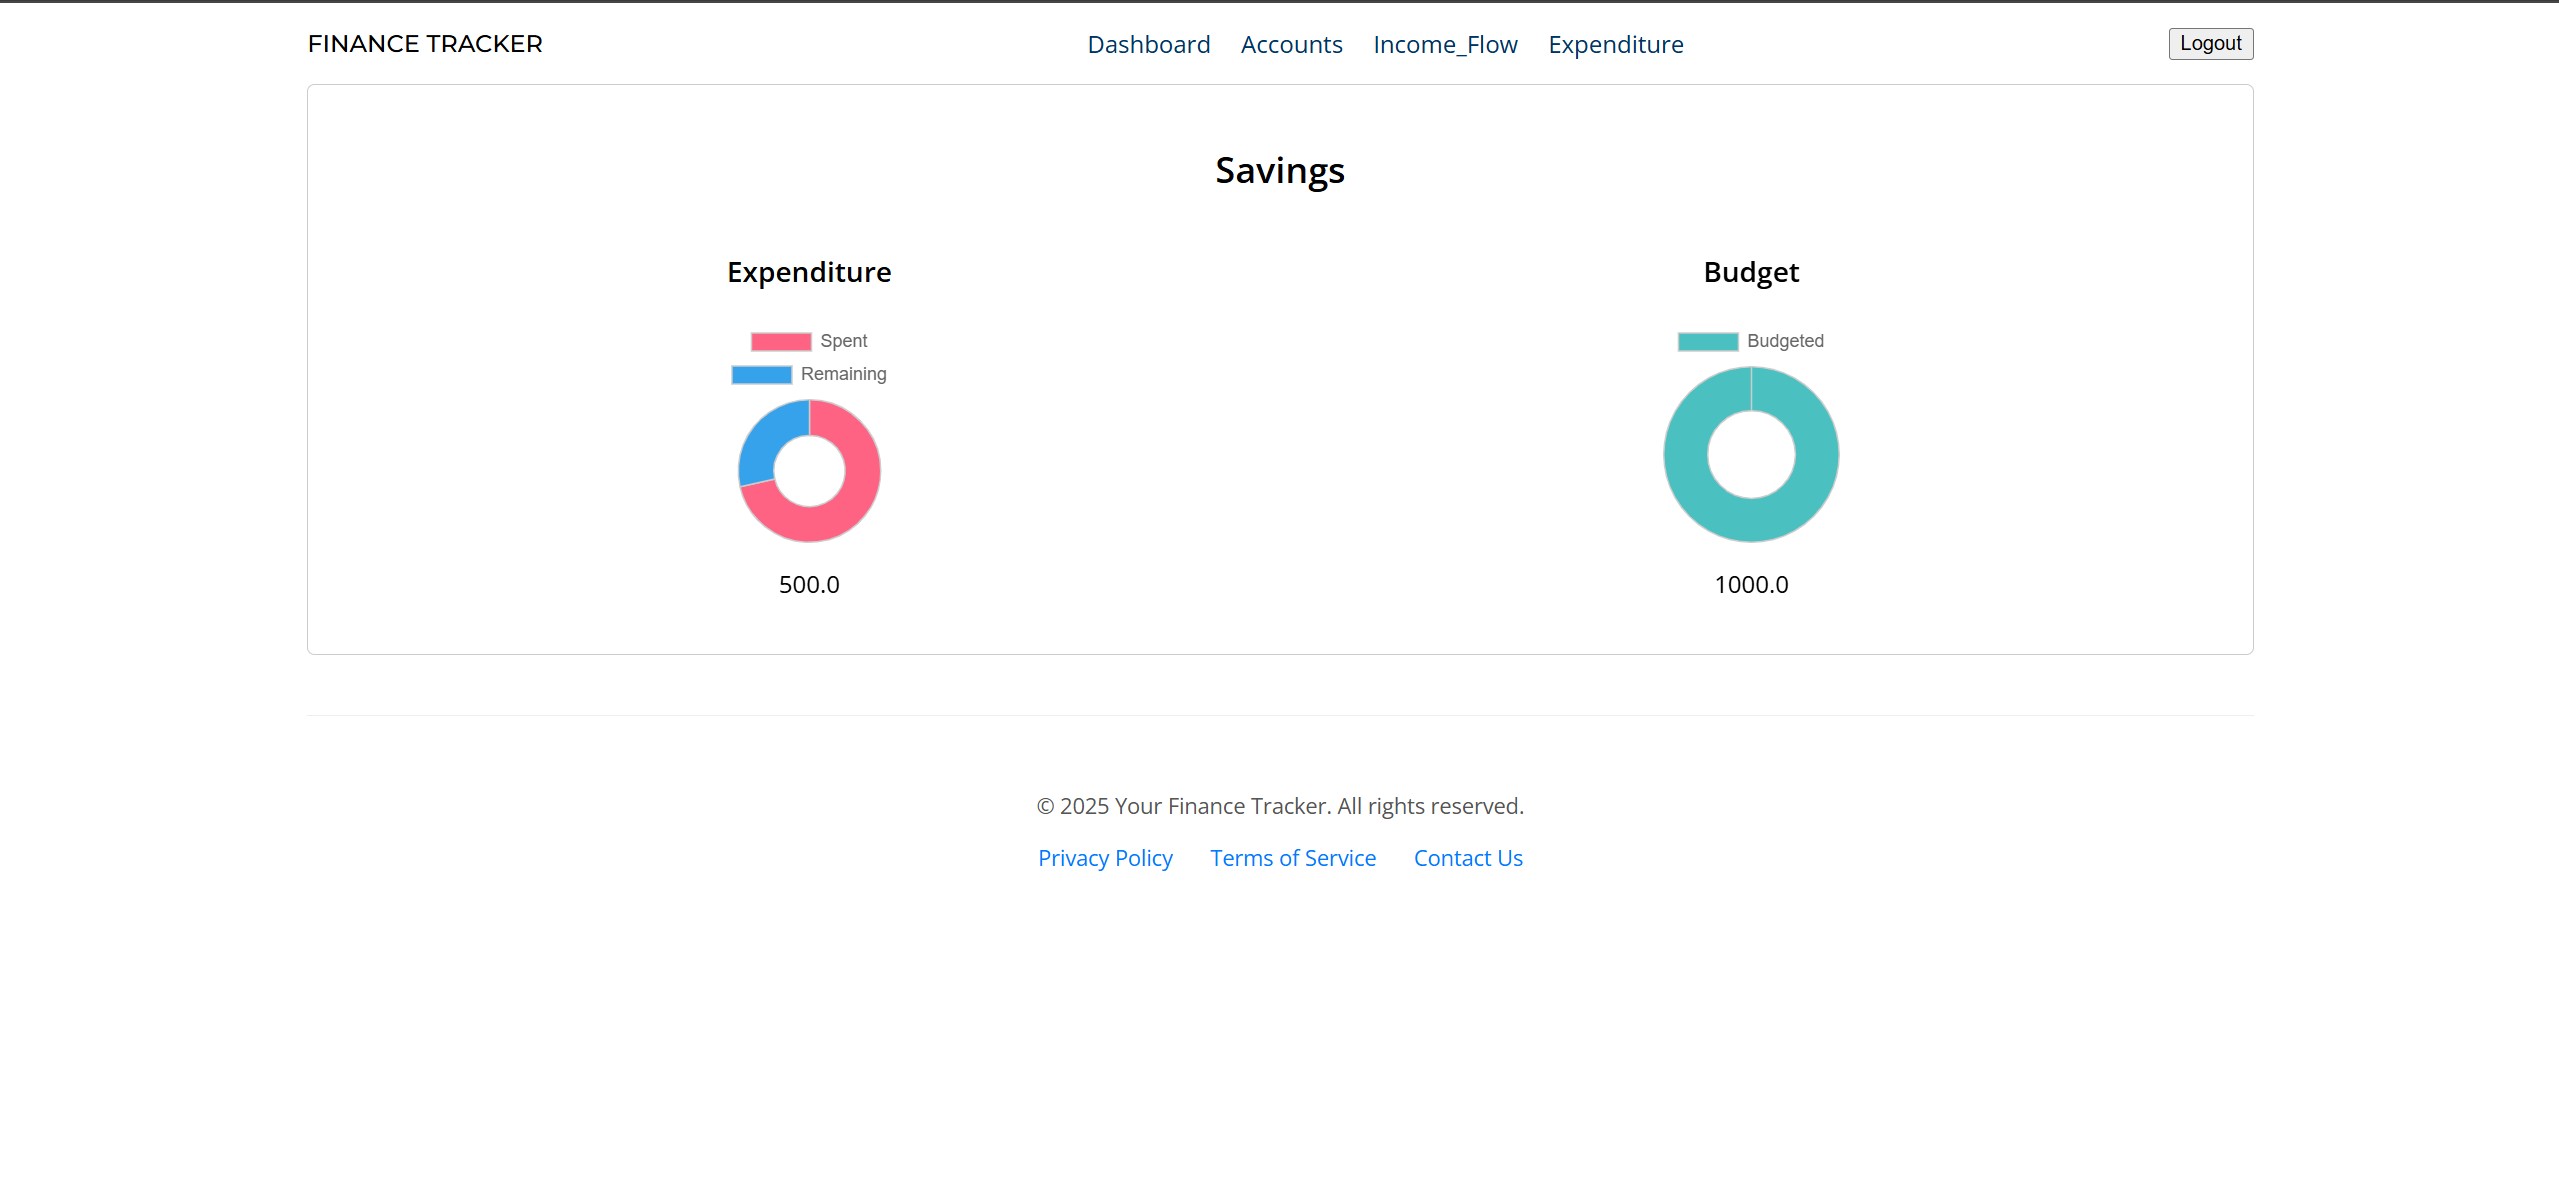 FINANCE TRACKER
Dashboard Accounts Income_Flow Expenditure
Logout
Savings
Expenditure
Spent
Remaining
500.0
Budget
Budgeted
1000.0
© 2025 Your Finance Tracker. All rights reserved.
Privacy Policy Terms of Service Contact Us